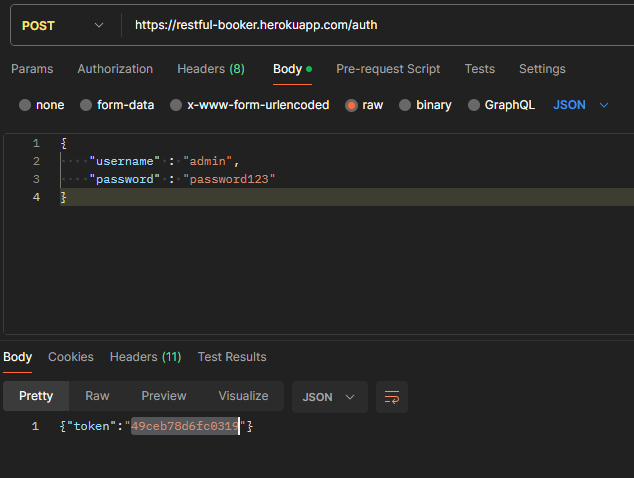 POST https://restful-booker.herokuapp.com/auth
Params Authorization Headers (8) Body Pre-request Script Tests Settings
none form-data x-www-form-urlencoded raw binary GraphQL JSON
1 {
2 "username" : "admin",
3 "password" : "password123"
4 }
Body Cookies Headers (11) Test Results
Pretty Raw Preview Visualize JSON
1 {"token":"49ceb78d6fc0319"}